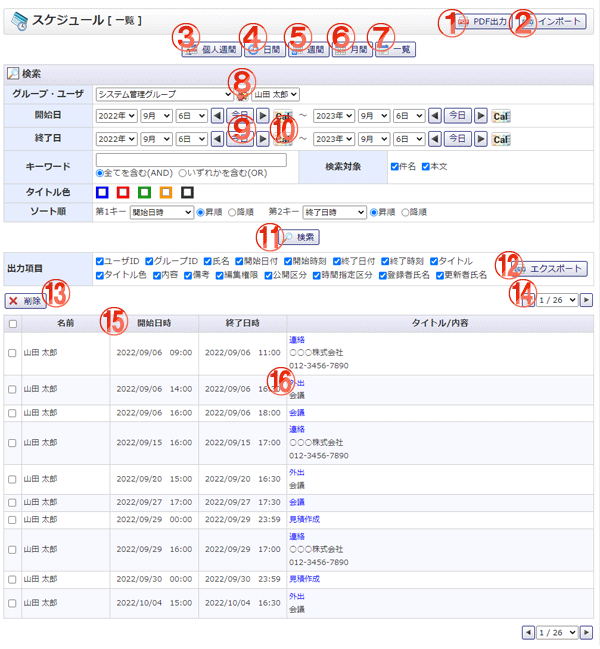 スケジュール [ 一覧 ]
① PDF出力 ② インポート
③ 個人週間 ④ 日間 ⑤ 週間 ⑥ 月間 ⑦ 一覧
検索
グループ・ユーザ システム管理グループ ⑧ 山田 太郎
開始日 2022年 9月 6日 ◀ 今日 ▶ Cal ～ 2023年 9月 6日 ◀ 今日 ▶ Cal
⑨ ⑩
終了日 2022年 9月 6日 ◀ 今日 ▶ Cal ～ 2023年 9月 6日 ◀ 今日 ▶ Cal
キーワード 全てを含む(AND) いずれかを含む(OR) 検索対象 件名 本文
タイトル色
ソート順 第1キー 開始日時 昇順 降順 第2キー 終了日時 昇順 降順
⑪ 検索
出力項目 ユーザID グループID 氏名 開始日付 開始時刻 終了日付 終了時刻 タイトル
タイトル色 内容 備考 編集権限 公開区分 時間指定区分 登録者氏名 更新者氏名
⑫ エクスポート
削除 ⑬ ⑭ 1 / 26 ▶
名前 ⑮ 開始日時 終了日時 タイトル/内容
山田 太郎 2022/09/06 09:00 2022/09/06 11:00 連絡
○○○株式会社
012-3456-7890
山田 太郎 2022/09/06 14:00 2022/09/06 16:30 ⑯ 外出
会議
山田 太郎 2022/09/06 16:00 2022/09/06 18:00 会議
山田 太郎 2022/09/15 16:00 2022/09/15 17:00 連絡
○○○株式会社
012-3456-7890
山田 太郎 2022/09/20 15:00 2022/09/20 16:30 外出
会議
山田 太郎 2022/09/27 17:00 2022/09/27 17:30 会議
山田 太郎 2022/09/29 00:00 2022/09/29 23:59 見積作成
山田 太郎 2022/09/29 16:00 2022/09/29 17:00 連絡
○○○株式会社
012-3456-7890
山田 太郎 2022/09/30 00:00 2022/09/30 23:59 見積作成
山田 太郎 2022/10/04 15:00 2022/10/04 16:30 外出
会議
◀ 1 / 26 ▶